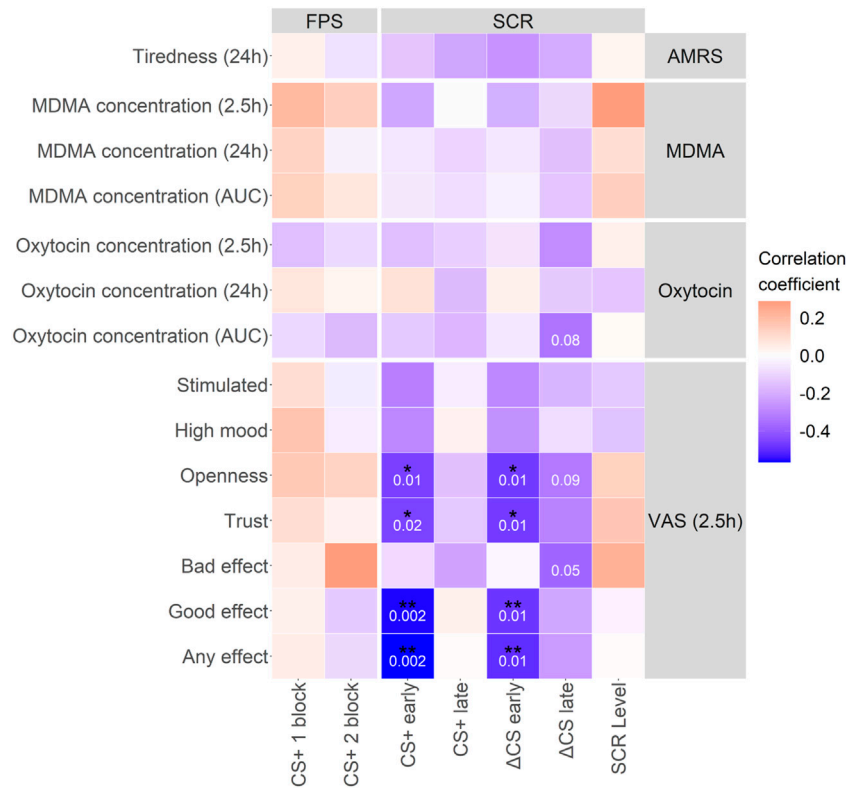 FPS SCR
Tiredness (24h) AMRS
MDMA concentration (2.5h)
MDMA concentration (24h) MDMA
MDMA concentration (AUC)
Oxytocin concentration (2.5h)
Oxytocin concentration (24h) Oxytocin
Oxytocin concentration (AUC) 0.08
Stimulated
High mood
Openness * 0.01 * 0.01 0.09
Trust * 0.02 * 0.01 VAS (2.5h)
Bad effect 0.05
Good effect ** 0.002 ** 0.01
Any effect ** 0.002 ** 0.01
CS+ 1 block
CS+ 2 block
CS+ early
CS+ late
ΔCS early
ΔCS late
SCR Level
Correlation
coefficient
0.2
0.0
-0.2
-0.4